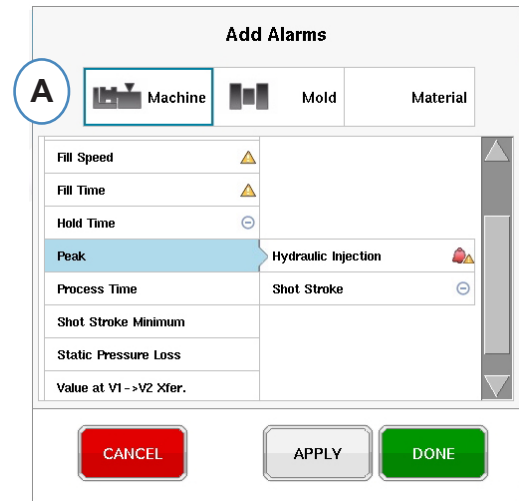 Add Alarms
A
Machine Mold Material
Fill Speed
Fill Time
Hold Time
Peak Hydraulic Injection
Process Time Shot Stroke
Shot Stroke Minimum
Static Pressure Loss
Value at V1->V2 Xfer.
CANCEL APPLY DONE